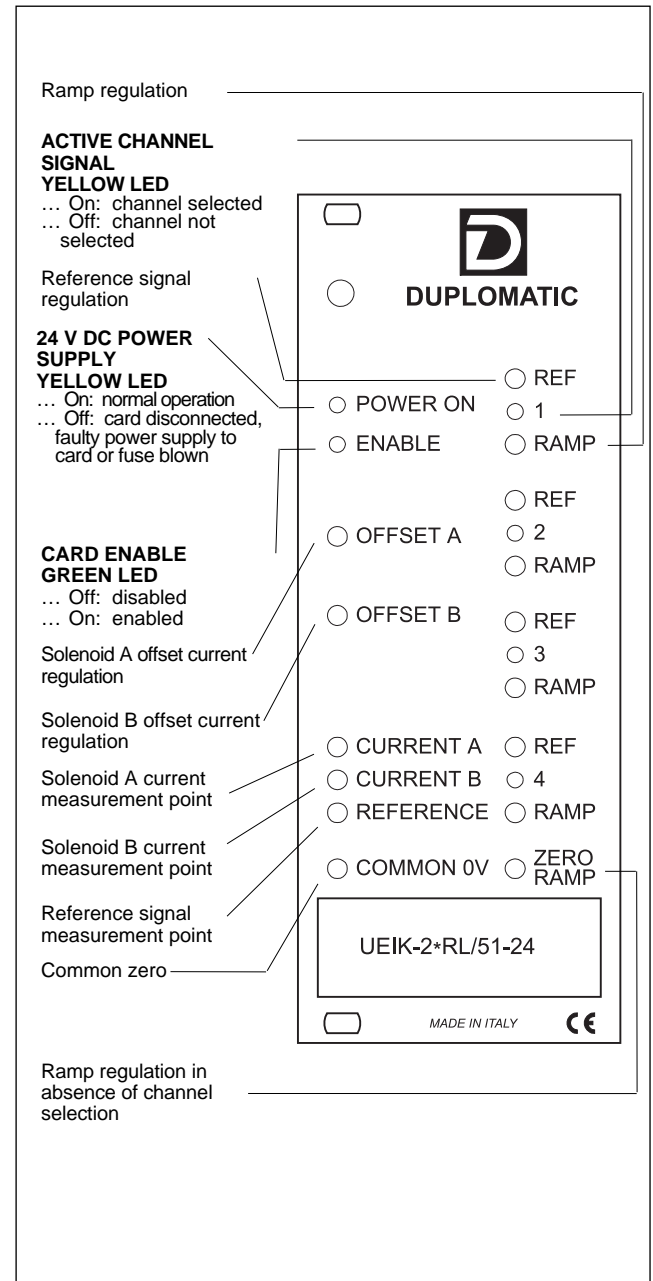 Ramp regulation
ACTIVE CHANNEL
SIGNAL
YELLOW LED
… On: channel selected
… Off: channel not
selected
Reference signal
regulation
24 V DC POWER
SUPPLY
YELLOW LED
… On: normal operation
… Off: card disconnected,
faulty power supply to
card or fuse blown
CARD ENABLE
GREEN LED
… Off: disabled
… On: enabled
Solenoid A offset current
regulation
Solenoid B offset current
regulation
Solenoid A current
measurement point
Solenoid B current
measurement point
Reference signal
measurement point
Common zero
Ramp regulation in
absence of channel
selection
D
DUPLOMATIC
POWER ON
ENABLE
OFFSET A
OFFSET B
CURRENT A
CURRENT B
REFERENCE
COMMON 0V
REF
1
RAMP
REF
2
RAMP
REF
3
RAMP
REF
4
RAMP
ZERO
RAMP
UEIK-2*RL/51-24
MADE IN ITALY
CE